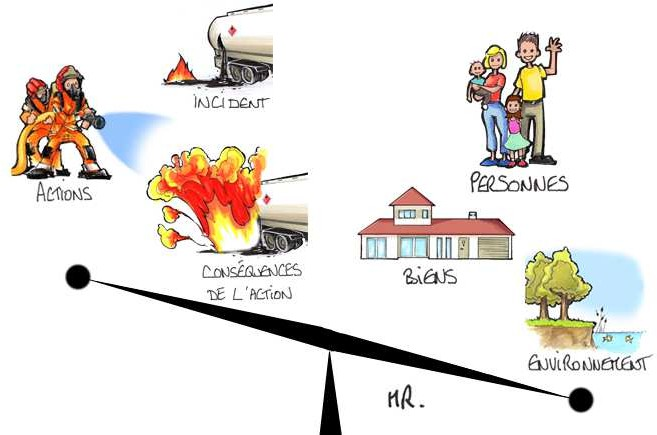 INCIDENT
ACTIONS
CONSÉQUENCES
DE L'ACTION
PERSONNES
BIENS
ENVIRONNEMENT
MR.